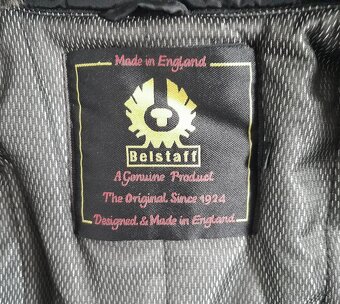 Made in England
Belstaff
A Genuine Product
The Original Since 1924
Designed & Made in England